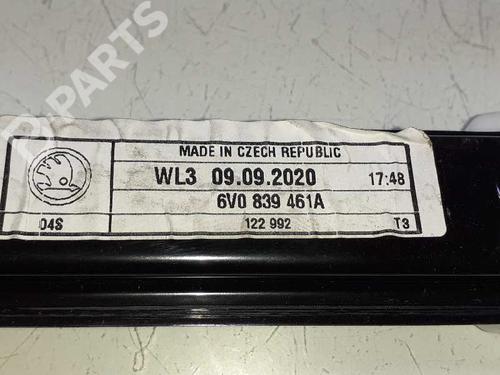 B-PARTS
MADE IN CZECH REPUBLIC
WL3 09.09.2020 17:48
6V0 839 461A
04S 122 992 T3